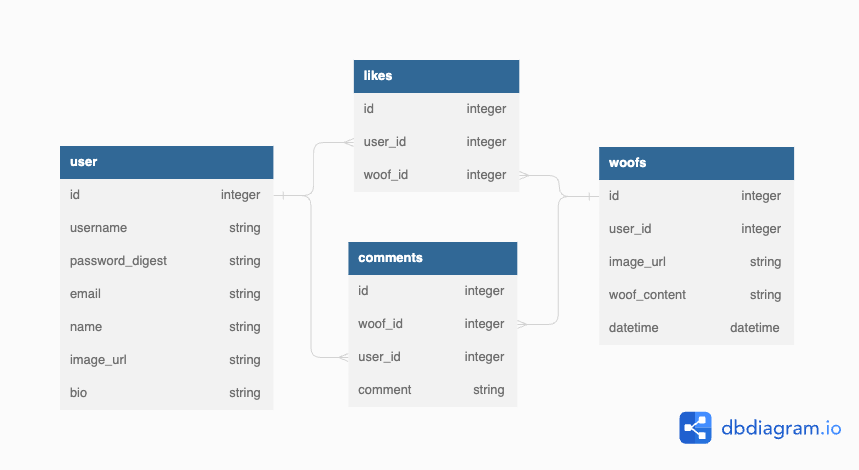 likes
id integer
user_id integer
woof_id integer
user
id integer
username string
password_digest string
email string
name string
image_url string
bio string
woofs
id integer
user_id integer
image_url string
woof_content string
datetime datetime
comments
id integer
woof_id integer
user_id integer
comment string
dbdiagram.io